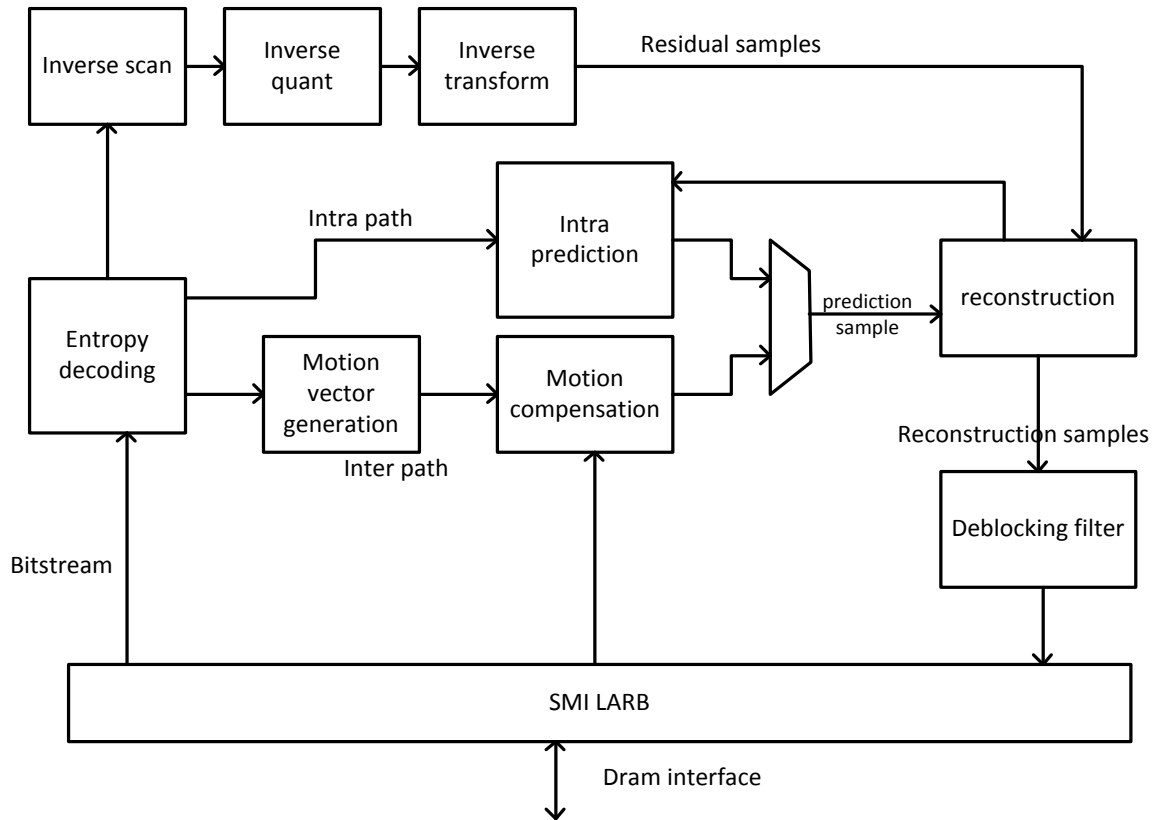 Inverse scan
Inverse
quant
Inverse
transform
Residual samples
Intra path
Intra
prediction
Entropy
decoding
Motion
vector
generation
Inter path
Motion
compensation
prediction
sample
reconstruction
Reconstruction samples
Deblocking filter
Bitstream
SMI LARB
Dram interface